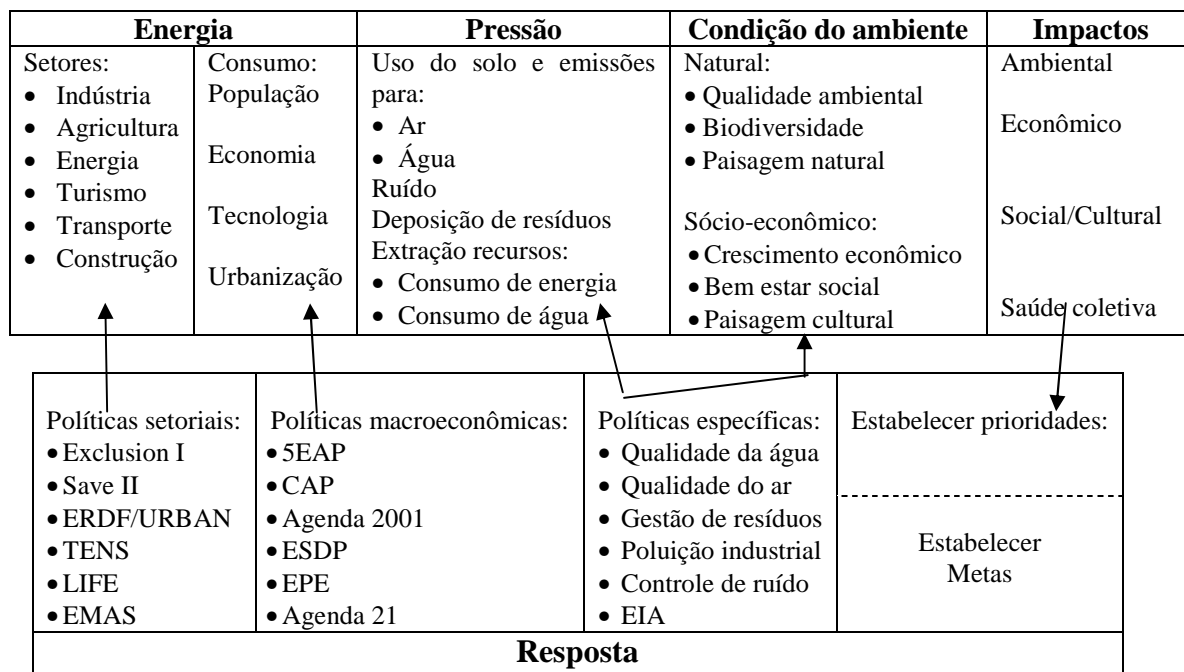 Energia
Pressão
Condição do ambiente
Impactos
Setores:
• Indústria
• Agricultura
• Energia
• Turismo
• Transporte
• Construção
Consumo:
População
Economia
Tecnologia
Urbanização
Uso do solo e emissões
para:
• Ar
• Água
Ruído
Deposição de resíduos
Extração recursos:
• Consumo de energia
• Consumo de água
Natural:
• Qualidade ambiental
• Biodiversidade
• Paisagem natural
Sócio-econômico:
• Crescimento econômico
• Bem estar social
• Paisagem cultural
Ambiental
Econômico
Social/Cultural
Saúde coletiva
Políticas setoriais:
• Exclusion I
• Save II
• ERDF/URBAN
• TENS
• LIFE
• EMAS
Políticas macroeconômicas:
• 5EAP
• CAP
• Agenda 2001
• ESDP
• EPE
• Agenda 21
Políticas específicas:
• Qualidade da água
• Qualidade do ar
• Gestão de resíduos
• Poluição industrial
• Controle de ruído
• EIA
Estabelecer prioridades:
Estabelecer
Metas
Resposta